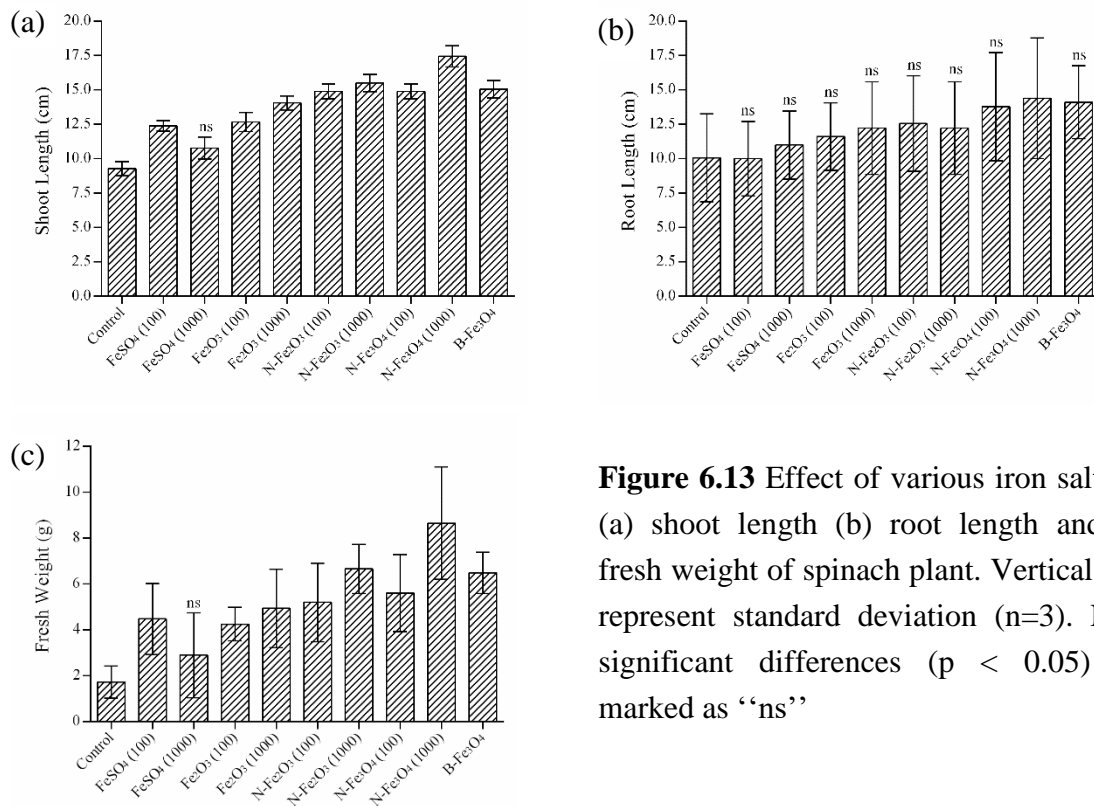 (a)
20.0
17.5
15.0
12.5
10.0
7.5
5.0
2.5
0.0
Shoot Length (cm)
ns
Control
FeSO₄ (100)
FeSO₄ (1000)
Fe₂O₃ (100)
Fe₂O₃ (1000)
N-Fe₂O₃ (100)
N-Fe₂O₃ (1000)
N-Fe₃O₄ (100)
N-Fe₃O₄ (1000)
B-Fe₃O₄
(b)
20.0
17.5
15.0
12.5
10.0
7.5
5.0
2.5
0.0
Root Length (cm)
ns
ns
ns
ns
ns
ns
ns
ns
Control
FeSO₄ (100)
FeSO₄ (1000)
Fe₂O₃ (100)
Fe₂O₃ (1000)
N-Fe₂O₃ (100)
N-Fe₂O₃ (1000)
N-Fe₃O₄ (100)
N-Fe₃O₄ (1000)
B-Fe₃O₄
(c)
12
10
8
6
4
2
0
Fresh Weight (g)
ns
Control
FeSO₄ (100)
FeSO₄ (1000)
Fe₂O₃ (100)
Fe₂O₃ (1000)
N-Fe₂O₃ (100)
N-Fe₂O₃ (1000)
N-Fe₃O₄ (100)
N-Fe₃O₄ (1000)
B-Fe₃O₄
Figure 6.13 Effect of various iron salt
(a) shoot length (b) root length and
fresh weight of spinach plant. Vertical
represent standard deviation (n=3).
significant differences (p < 0.05)
marked as ‘‘ns’’